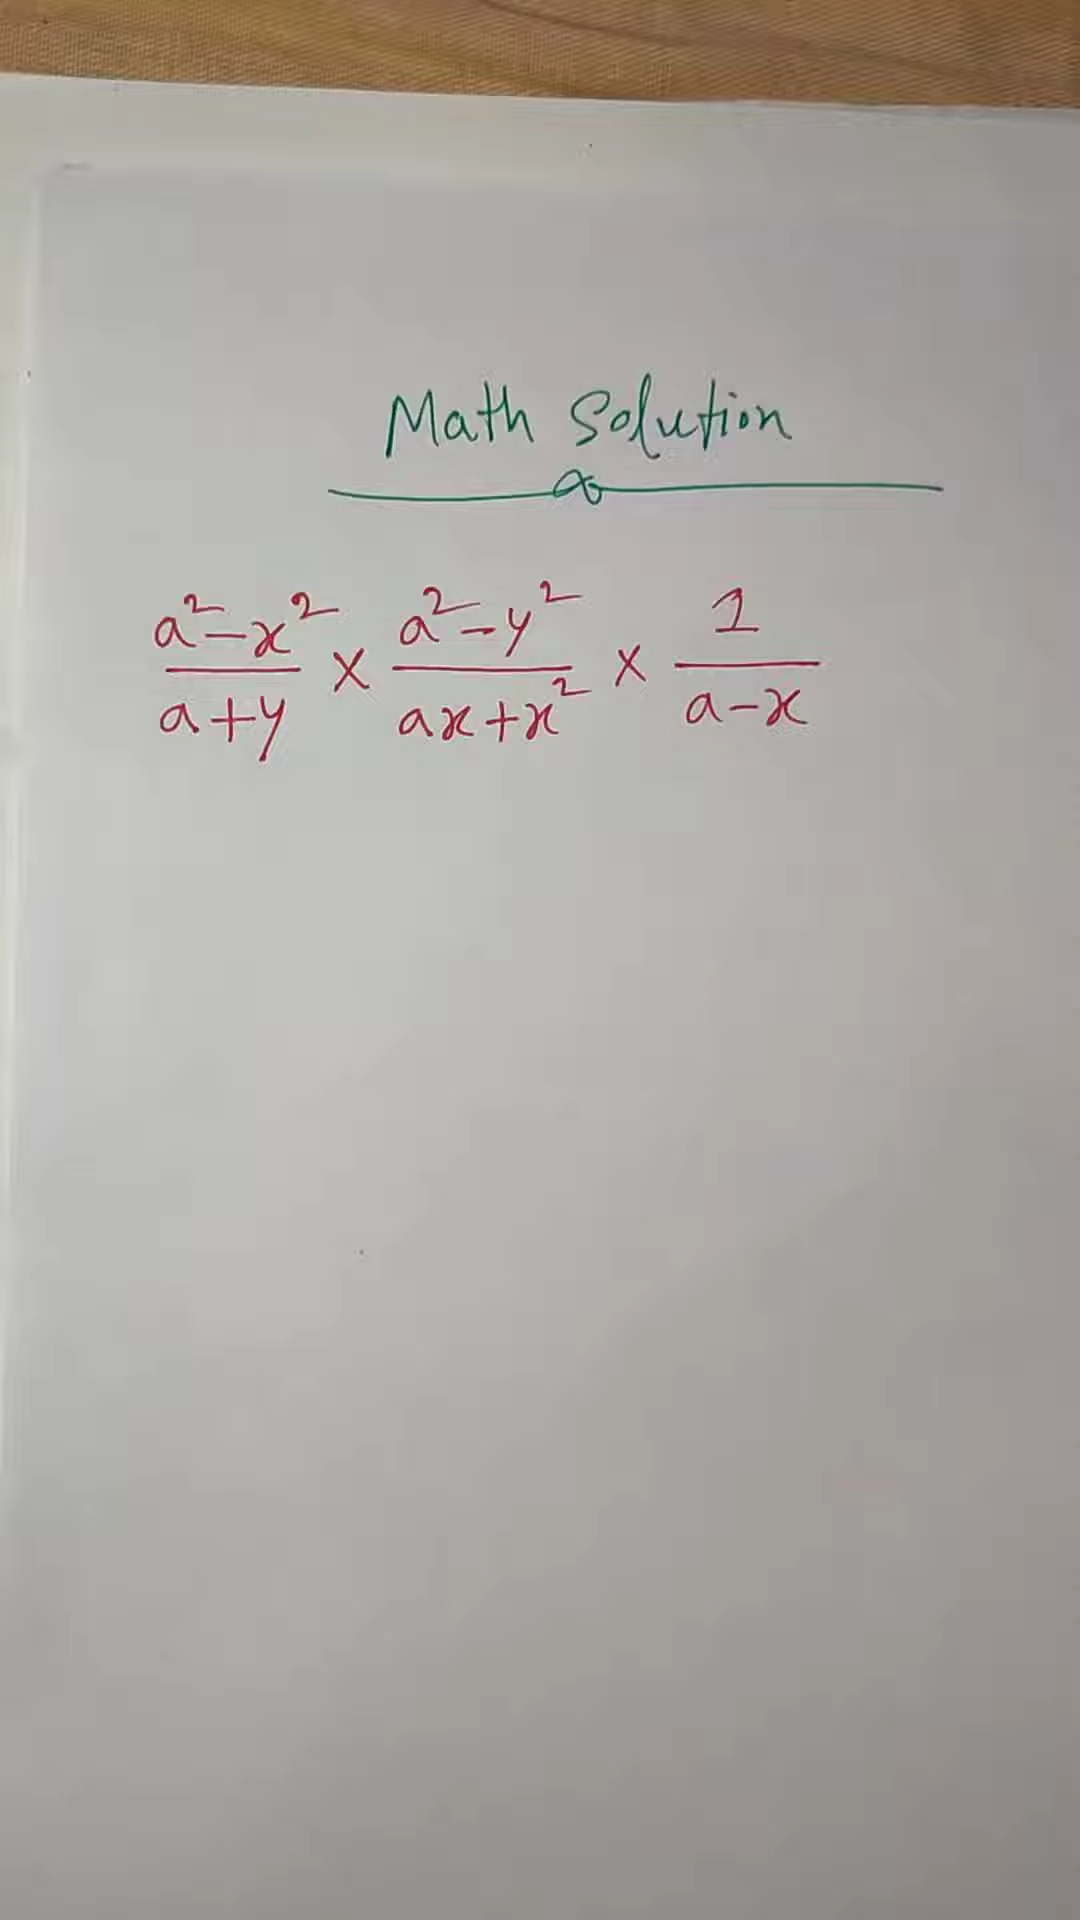 Math Solution
a²-x²/a+y × a²-y²/ax+x² × 1/a-x